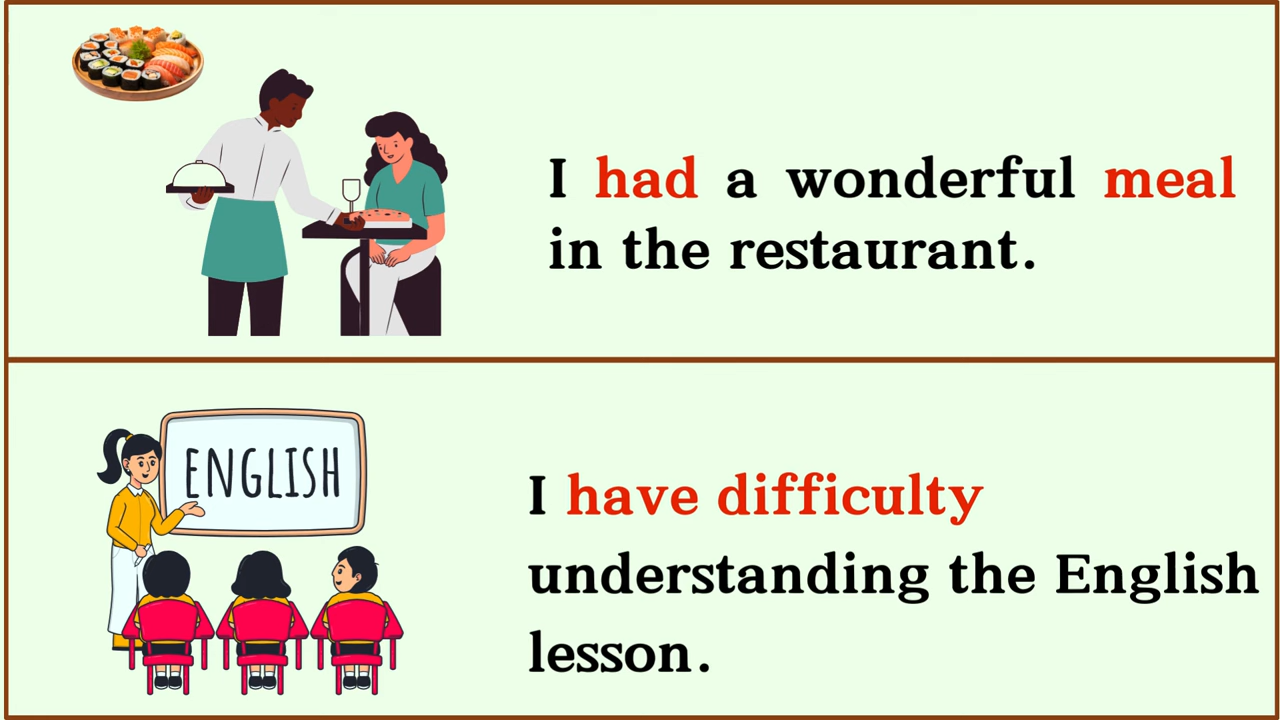 I had a wonderful meal
in the restaurant.
ENGLISH
I have difficulty
understanding the English
lesson.